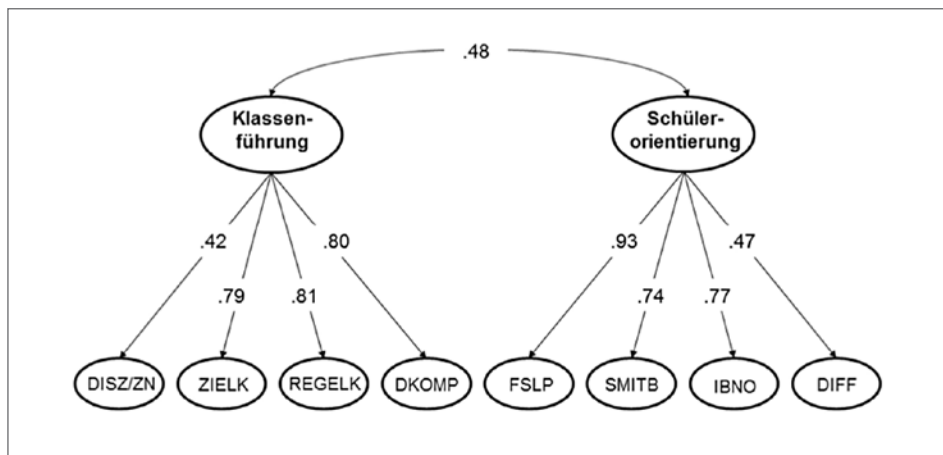 .48
Klassen-
führung
Schüler-
orientierung
.42
.80
.93
.47
.79
.81
.74
.77
DISZ/ZN
ZIELK
REGELK
DKOMP
FSLP
SMITB
IBNO
DIFF